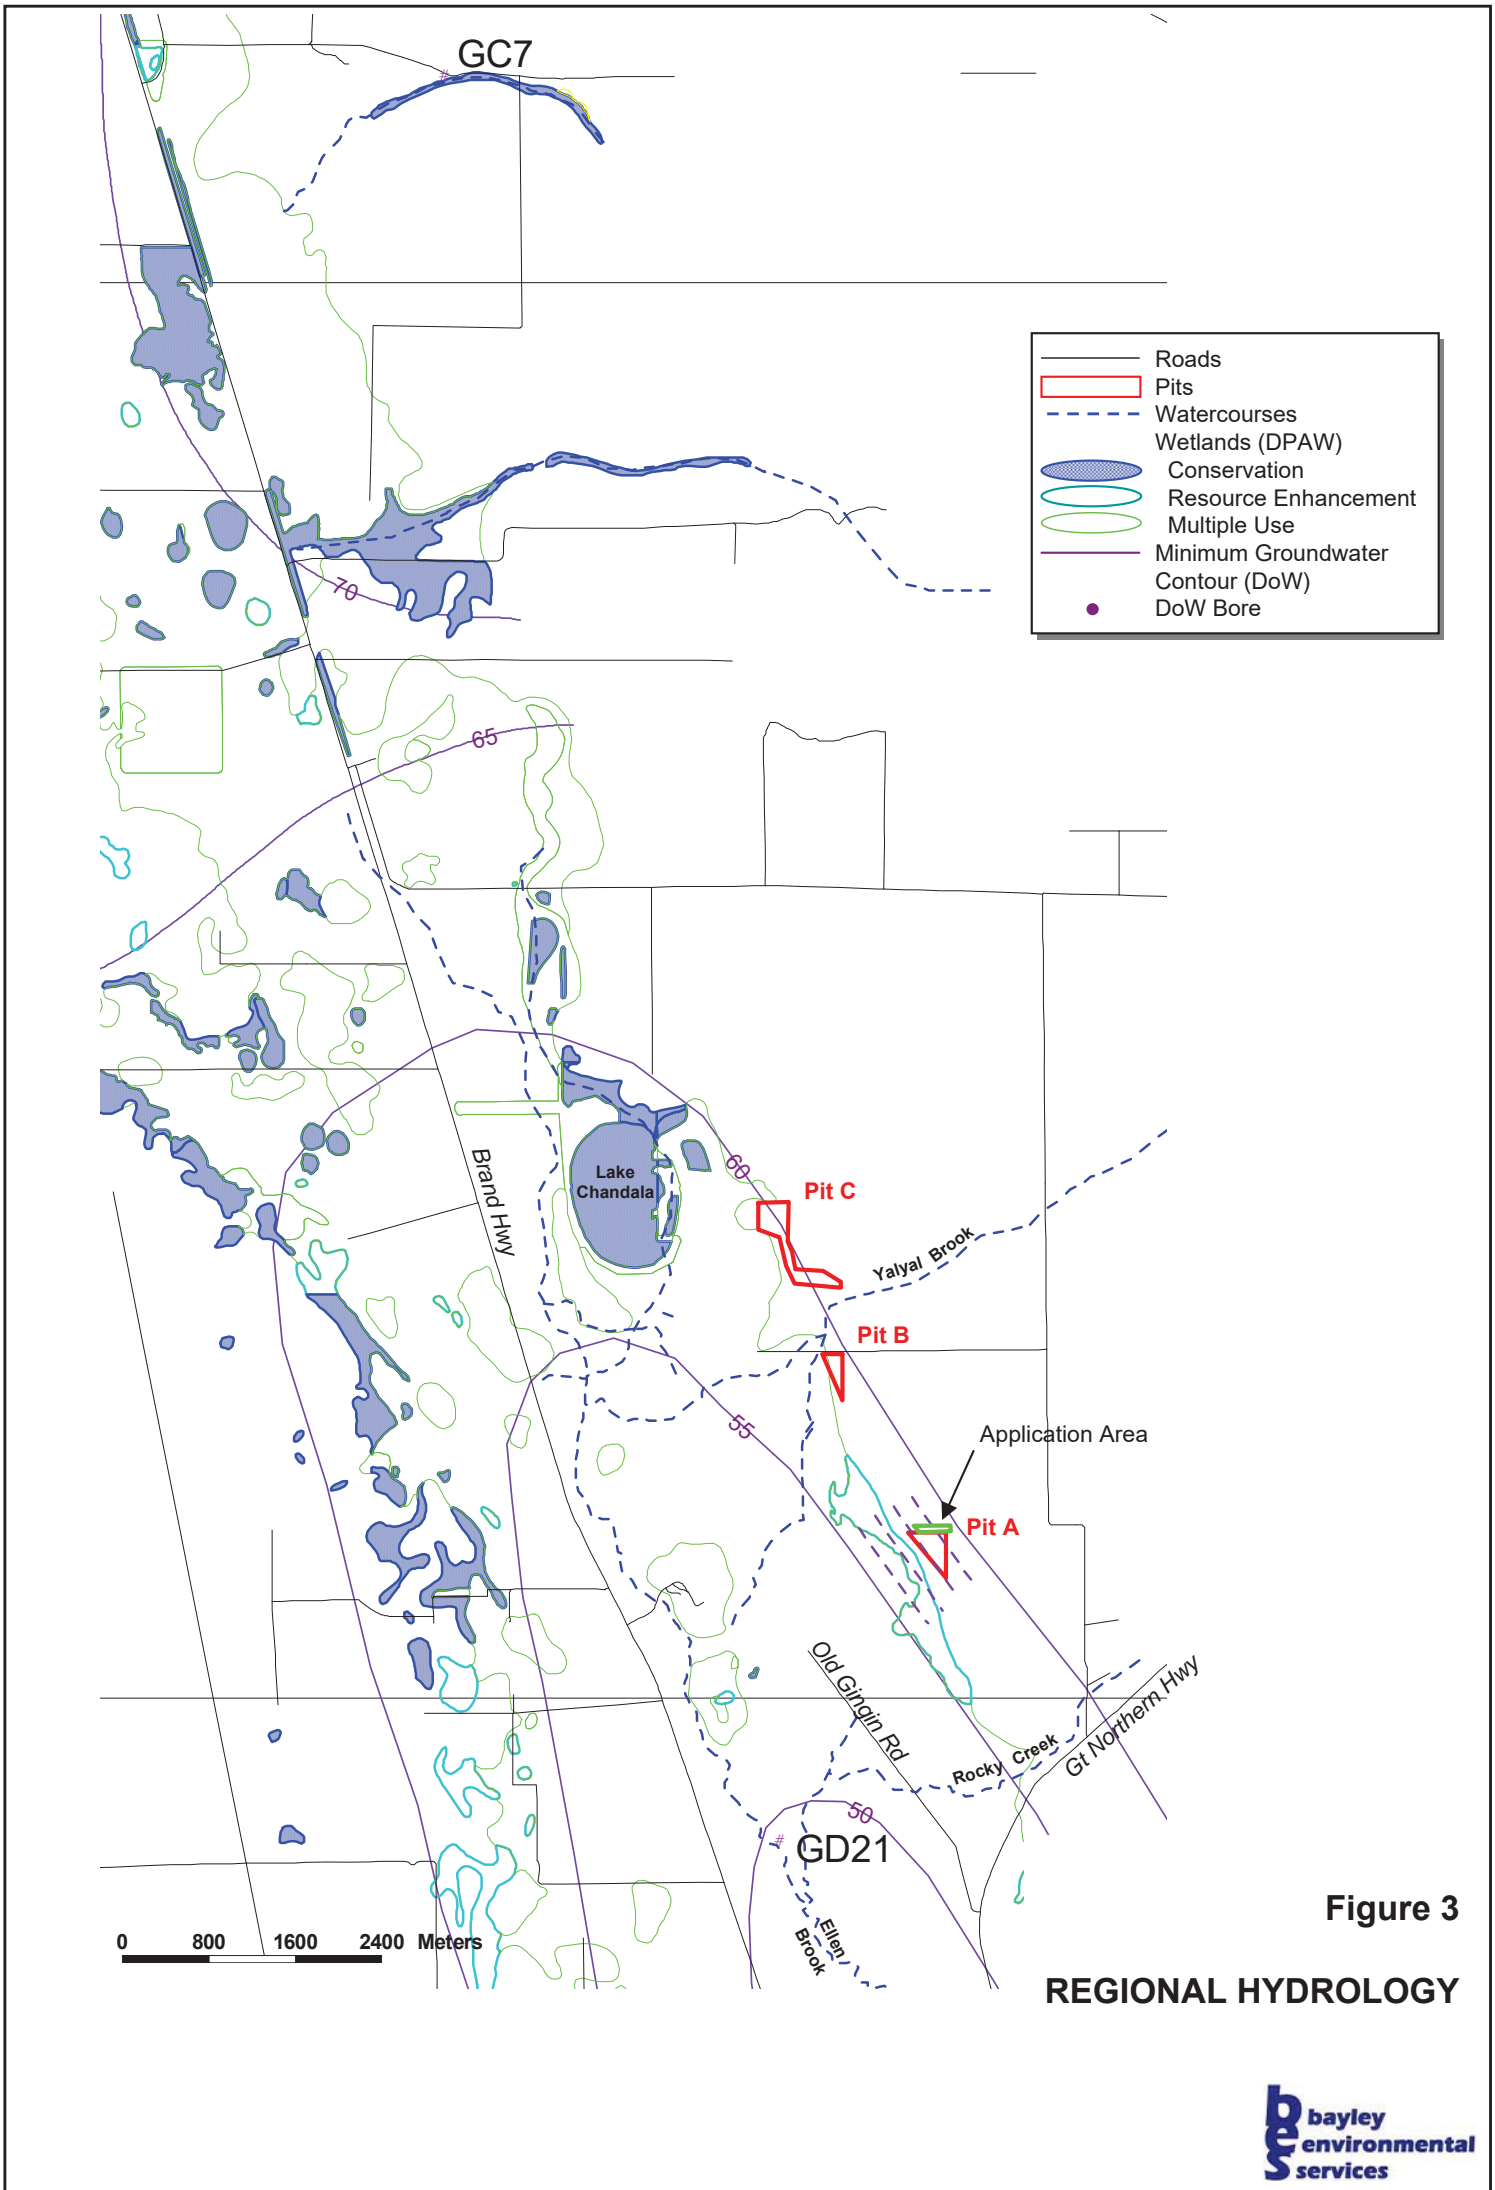 GC7
Roads
Pits
Watercourses
Wetlands (DPAW)
Conservation
Resource Enhancement
Multiple Use
Minimum Groundwater
Contour (DoW)
DoW Bore
70
65
60
Lake
Chandala
Brand Hwy
Pit C
Yalyal Brook
Pit B
55
Application Area
Pit A
Old Gingin Rd
Rocky Creek
Gt Northern Hwy
50
GD21
Ellen
Brook
0 800 1600 2400 Meters
Figure 3
REGIONAL HYDROLOGY
bes
bayley
environmental
services